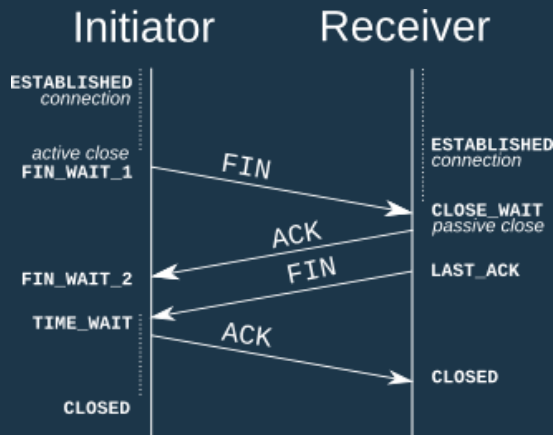 Initiator
Receiver
ESTABLISHED
connection
active close
FIN_WAIT_1
FIN
ESTABLISHED
connection
CLOSE_WAIT
passive close
ACK
FIN_WAIT_2
FIN
LAST_ACK
TIME_WAIT
ACK
CLOSED
CLOSED